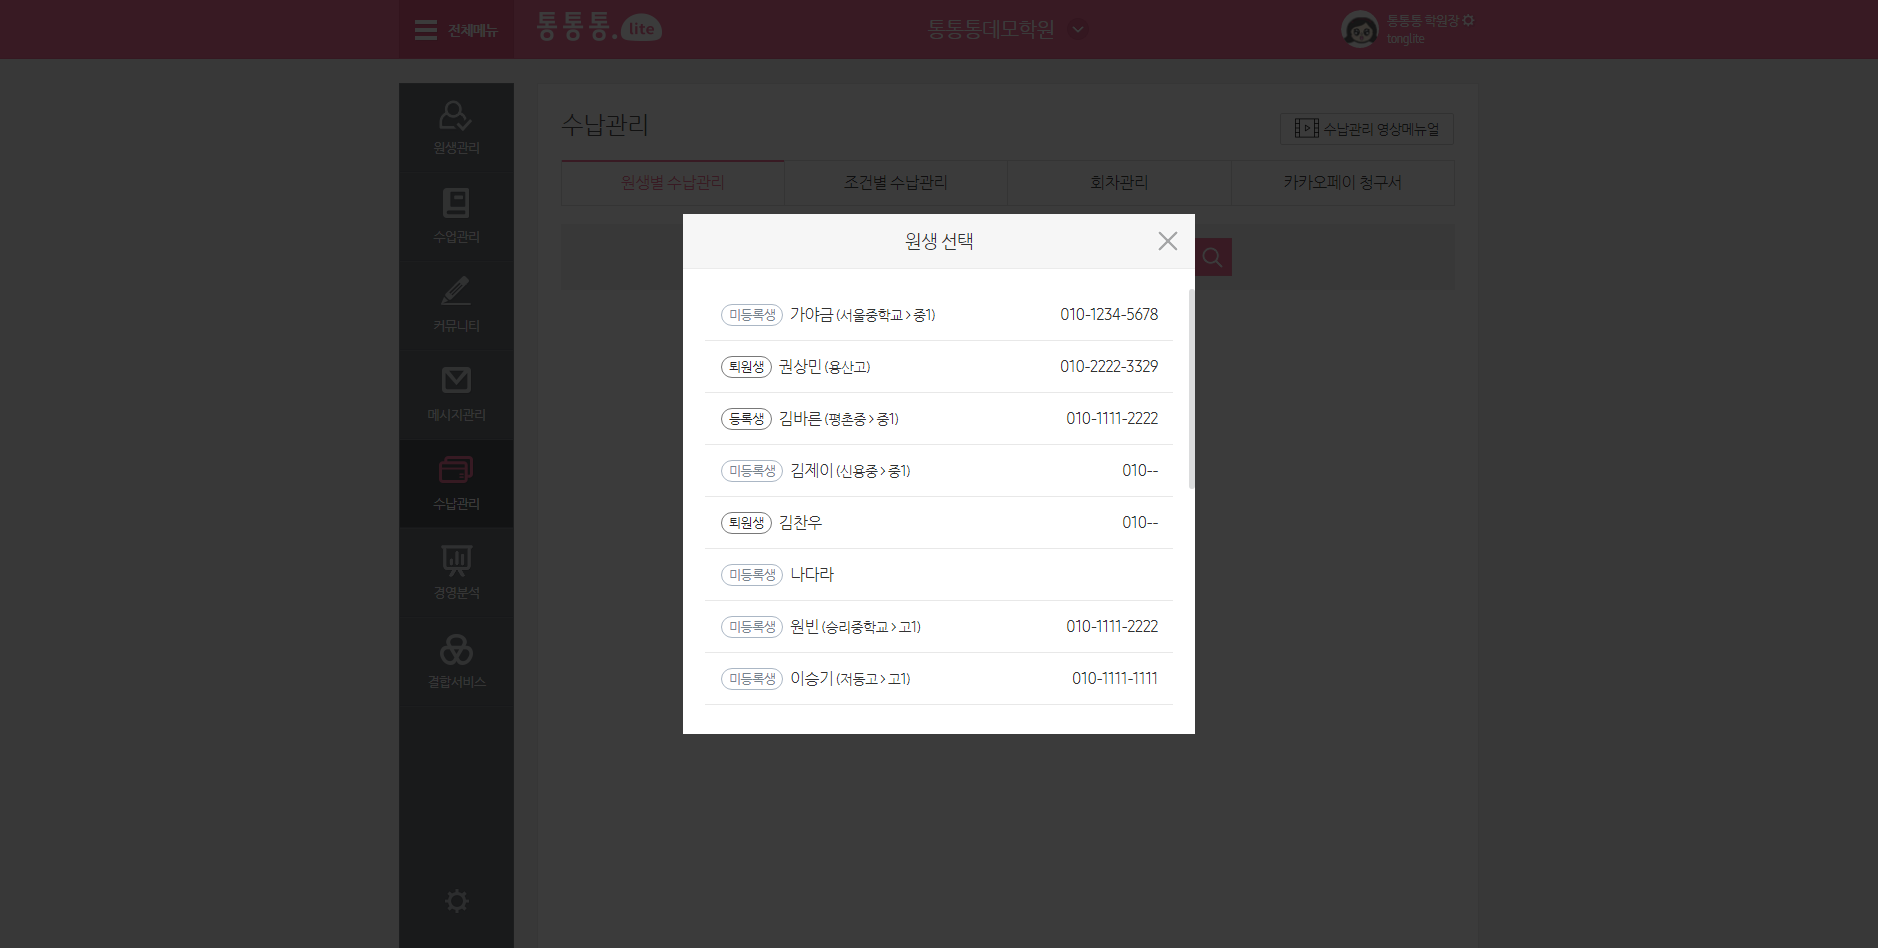 전체메뉴
통통통.lite
통통통데모학원
통통통 학원장
tonglite
원생관리
수업관리
커뮤니티
메시지관리
수납관리
경영분석
결합서비스
수납관리
수납관리 영상메뉴얼
원생별 수납관리
조건별 수납관리
회차관리
카카오페이 청구서
원생 선택
미등록생 가야금 (서울중학교 > 중1) 010-1234-5678
퇴원생 권상민 (용산고) 010-2222-3329
등록생 김바른 (평촌중 > 중1) 010-1111-2222
미등록생 김제이 (신용중 > 중1) 010--
퇴원생 김찬우 010--
미등록생 나다라
미등록생 원빈 (승리중학교 > 고1) 010-1111-2222
미등록생 이승기 (저동고 > 고1) 010-1111-1111